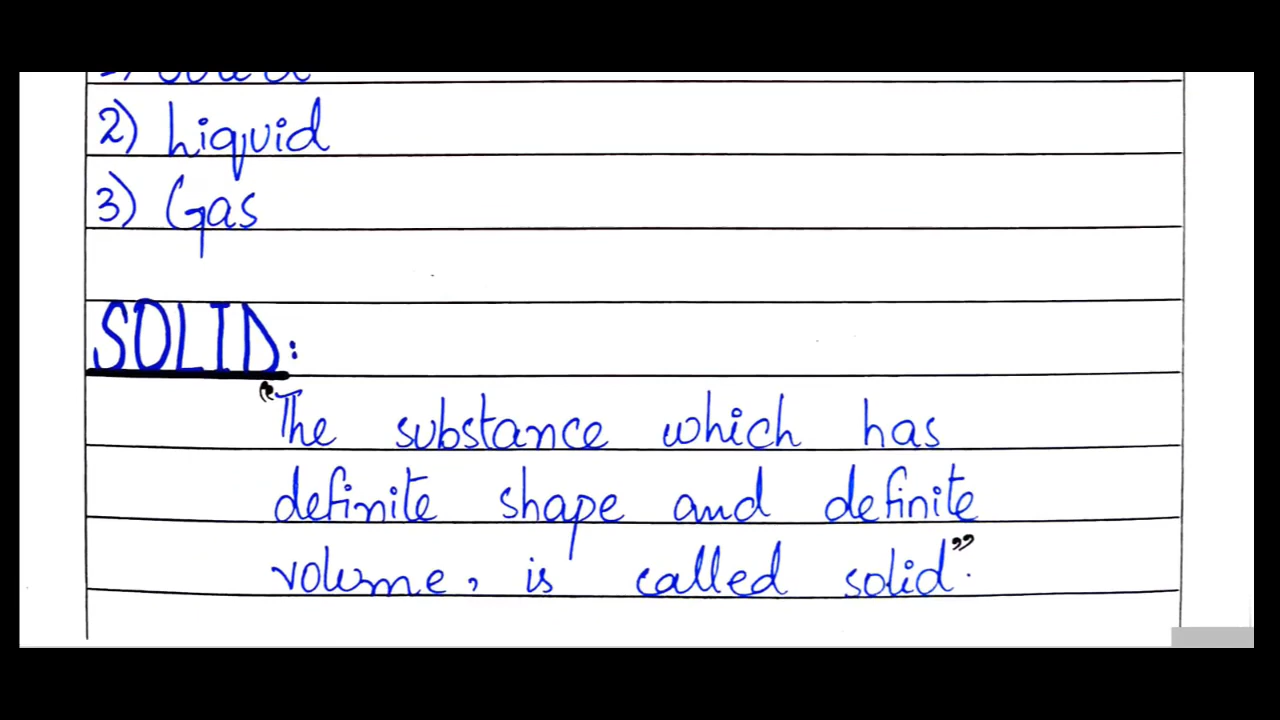 2) Liquid
3) Gas
SOLID:
"The substance which has
definite shape and definite
volume, is called solid".